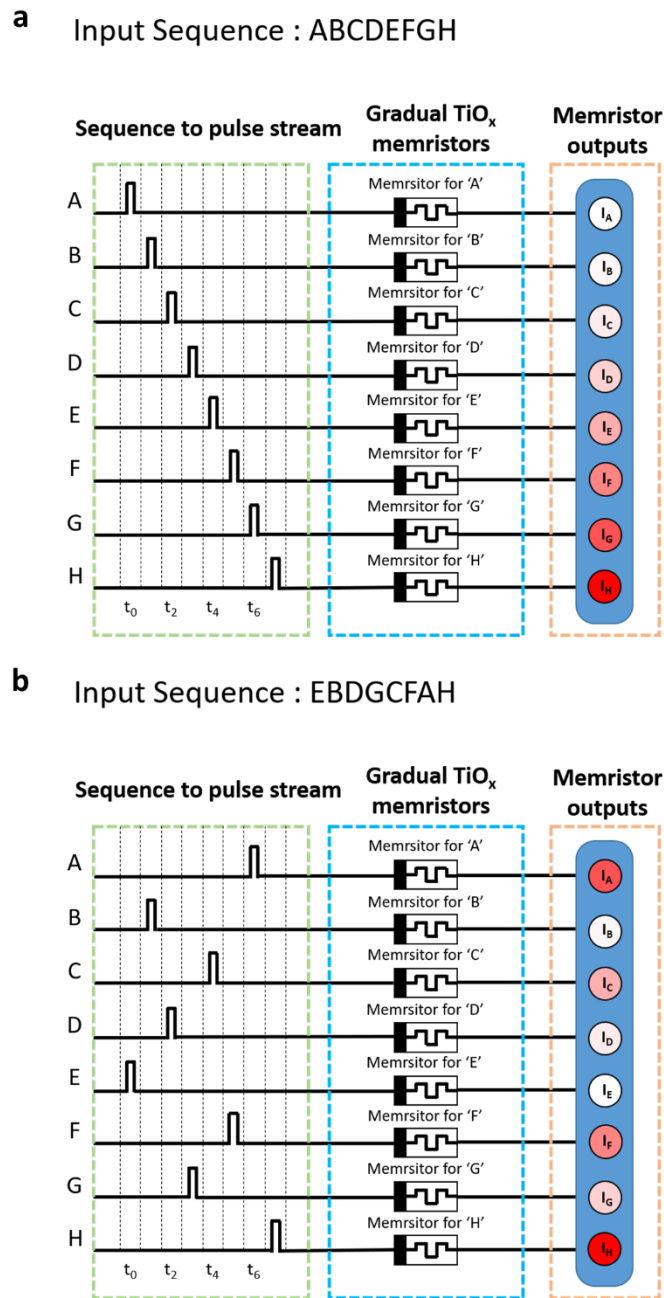 a
Input Sequence : ABCDEFGH
Sequence to pulse stream
Gradual TiOx
memristors
Memristor
outputs
A
Memrsitor for ‘A’
IA
B
Memrsitor for ‘B’
IB
C
Memrsitor for ‘C’
IC
D
Memrsitor for ‘D’
ID
E
Memrsitor for ‘E’
IE
F
Memrsitor for ‘F’
IF
G
Memrsitor for ‘G’
IG
H
Memrsitor for ‘H’
IH
t0 t2 t4 t6
b
Input Sequence : EBDGCFAH
Sequence to pulse stream
Gradual TiOx
memristors
Memristor
outputs
A
Memrsitor for ‘A’
IA
B
Memrsitor for ‘B’
IB
C
Memrsitor for ‘C’
IC
D
Memrsitor for ‘D’
ID
E
Memrsitor for ‘E’
IE
F
Memrsitor for ‘F’
IF
G
Memrsitor for ‘G’
IG
H
Memrsitor for ‘H’
IH
t0 t2 t4 t6